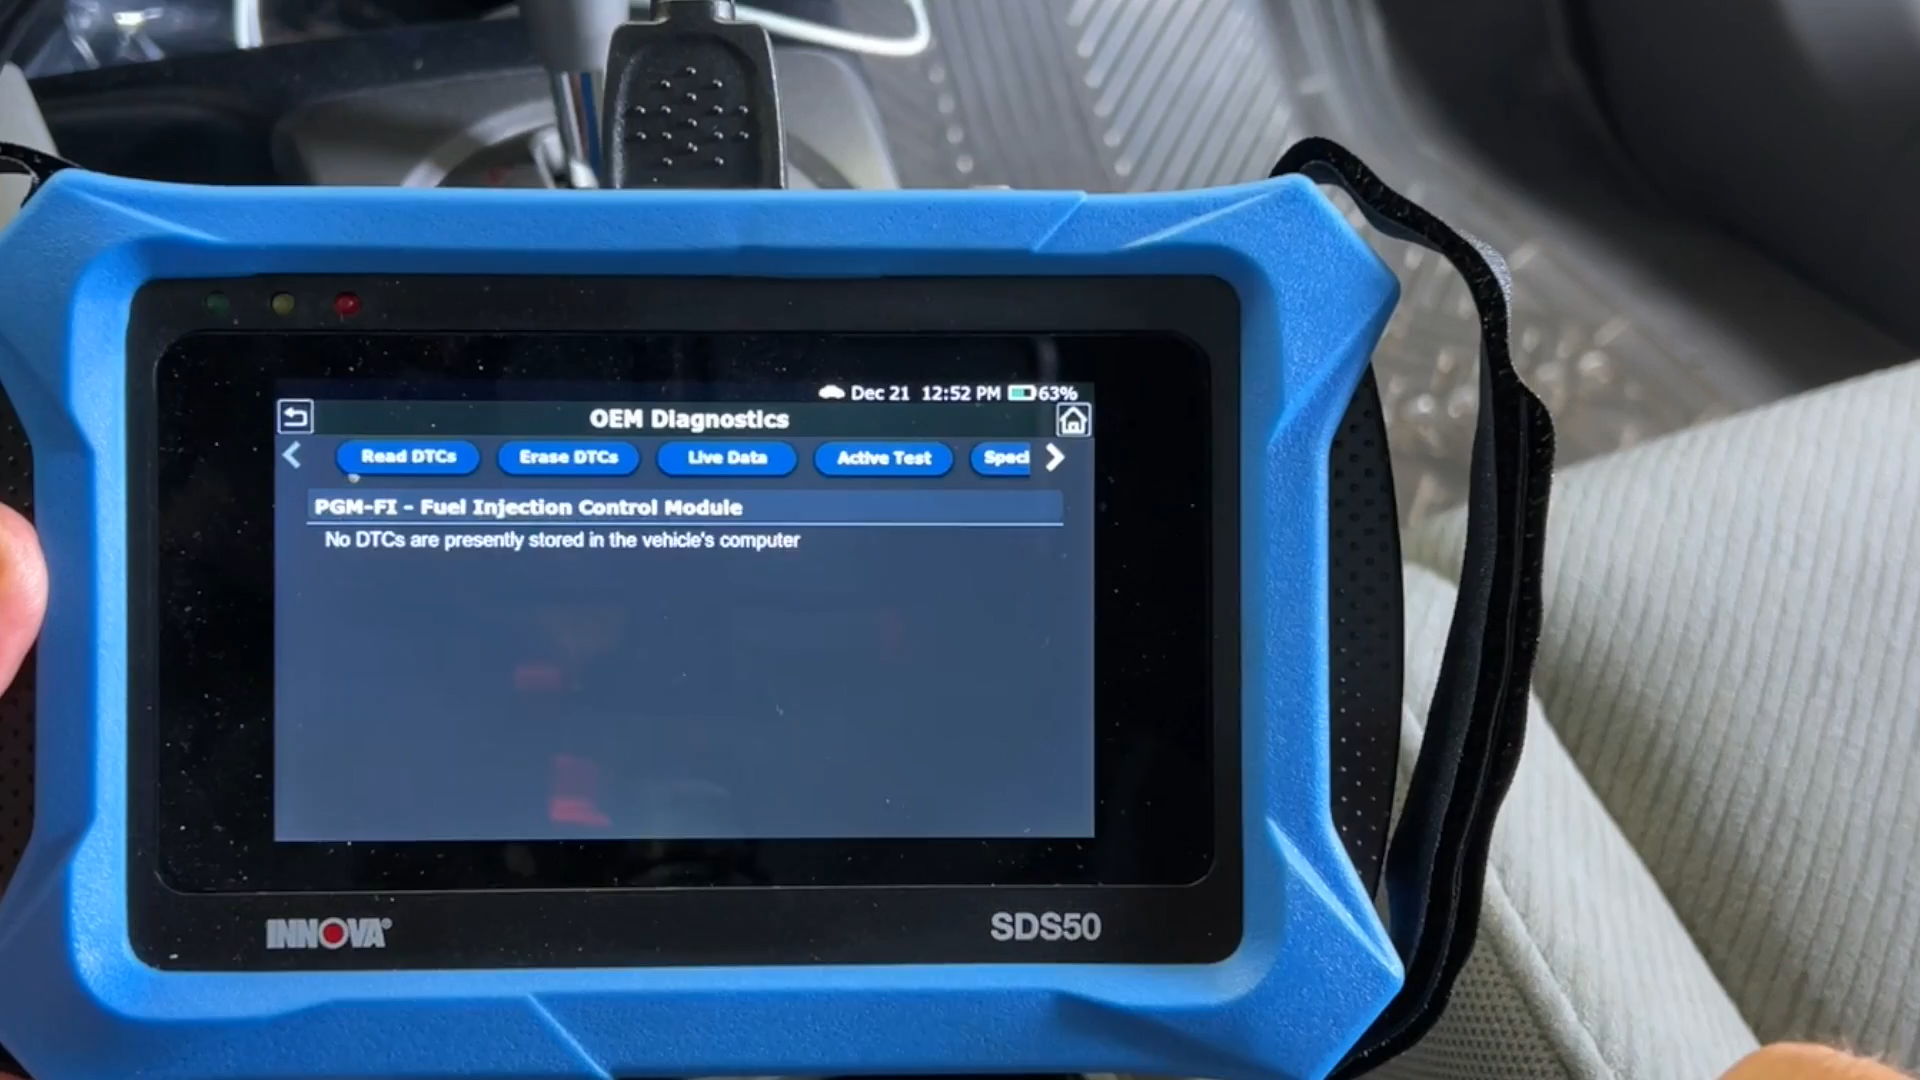 Dec 21 12:52 PM 63%
OEM Diagnostics
Read DTCs Erase DTCs Live Data Active Test Speci
PGM-FI - Fuel Injection Control Module
No DTCs are presently stored in the vehicle's computer
INNOVA® SDS50